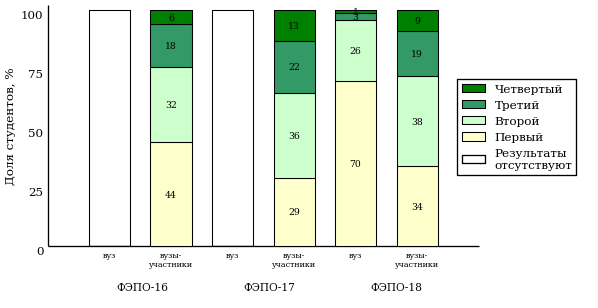 Доля студентов, %
100
75
50
25
0
6
18
32
44
13
22
36
29
1
3
26
70
9
19
38
34
вуз
вузы-
участники
вуз
вузы-
участники
вуз
вузы-
участники
ФЭПО-16
ФЭПО-17
ФЭПО-18
Четвертый
Третий
Второй
Первый
Результаты
отсутствуют